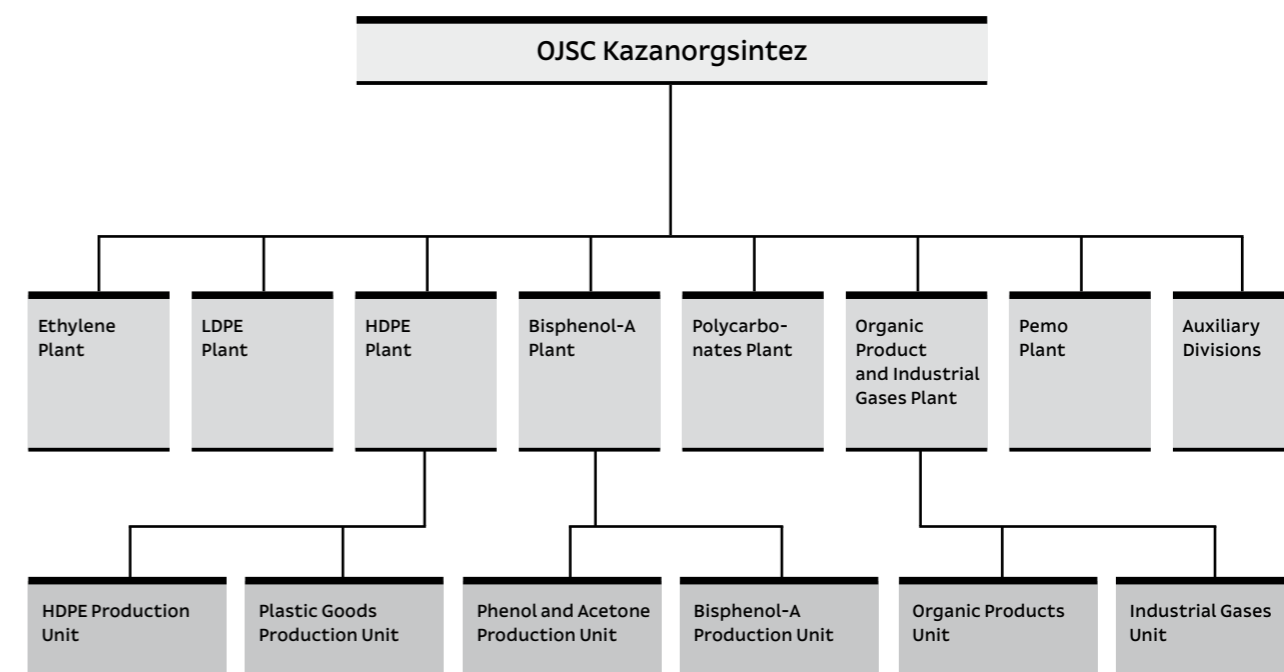 OJSC Kazanorgsintez
Ethylene
Plant
LDPE
Plant
HDPE
Plant
Bisphenol-A
Plant
Polycarbo-
nates Plant
Organic
Product
and Industrial
Gases Plant
Pemo
Plant
Auxiliary
Divisions
HDPE Production
Unit
Plastic Goods
Production Unit
Phenol and Acetone
Production Unit
Bisphenol-A
Production Unit
Organic Products
Unit
Industrial Gases
Unit